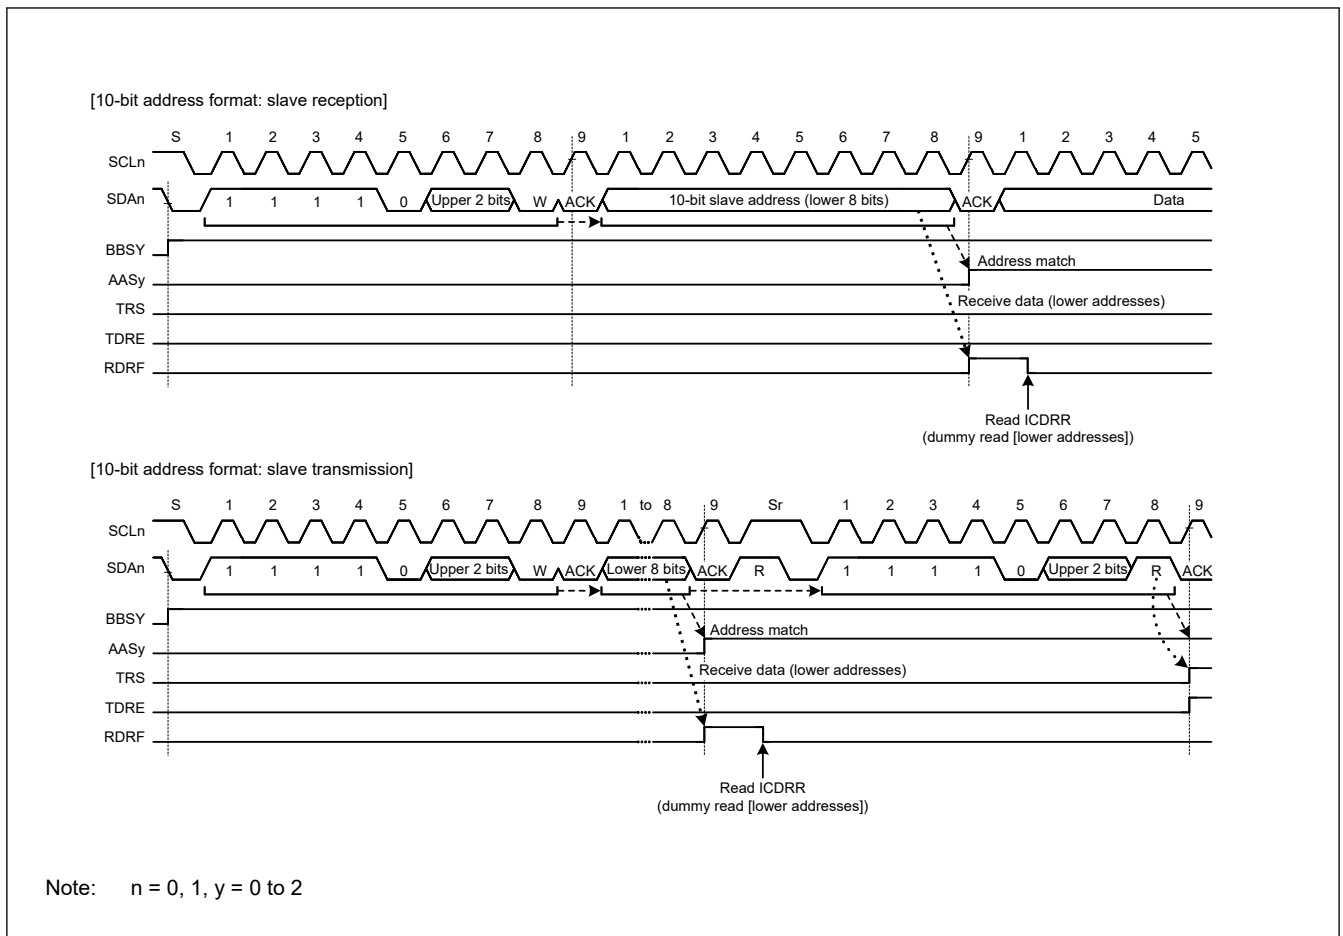 [10-bit address format: slave reception]
S 1 2 3 4 5 6 7 8 9 1 2 3 4 5 6 7 8 9 1 2 3 4 5
SCLn
SDAn 1 1 1 1 0 Upper 2 bits W ACK 10-bit slave address (lower 8 bits) ACK Data
BBSY
Address match
AASy
Receive data (lower addresses)
TRS
TDRE
RDRF
Read ICDRR
(dummy read [lower addresses])
[10-bit address format: slave transmission]
S 1 2 3 4 5 6 7 8 9 1 to 8 9 Sr 1 2 3 4 5 6 7 8 9
SCLn
SDAn 1 1 1 1 0 Upper 2 bits W ACK Lower 8 bits ACK R 1 1 1 1 0 Upper 2 bits R ACK
BBSY
Address match
AASy
Receive data (lower addresses)
TRS
TDRE
RDRF
Read ICDRR
(dummy read [lower addresses])
Note: n = 0, 1, y = 0 to 2